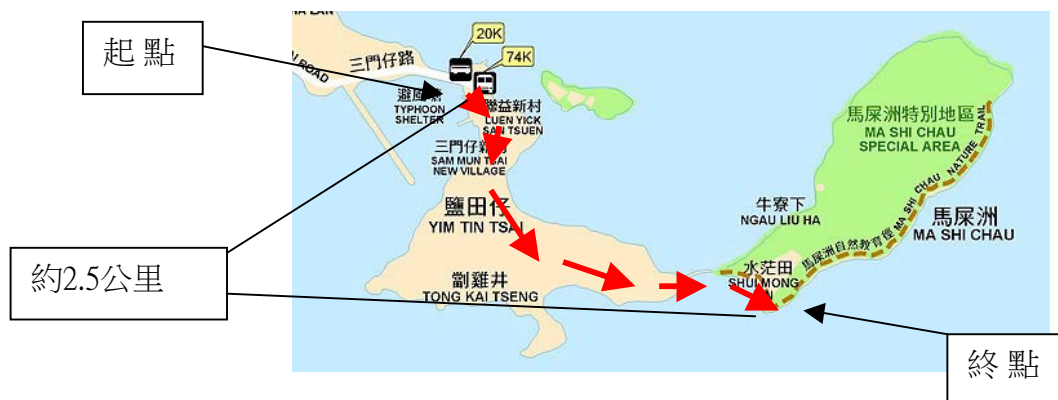 起 點
約2.5公里
終 點
20K
74K
三門仔路
ROAD
避風塘
TYPHOON
SHELTER
聯益新村
LUEN YICK
SAN TSUEN
三門仔新
SAM MUN TSAI
NEW VILLAGE
鹽田仔
YIM TIN TSAI
劏雞井
TONG KAI TSENG
馬屎洲特別地區
MA SHI CHAU
SPECIAL AREA
牛寮下
NGAU LIU HA
馬屎洲
MA SHI CHAU
水茫田
SHUI MONG
馬屎洲自然教育徑 MA SHI CHAU NATURE TRAIL